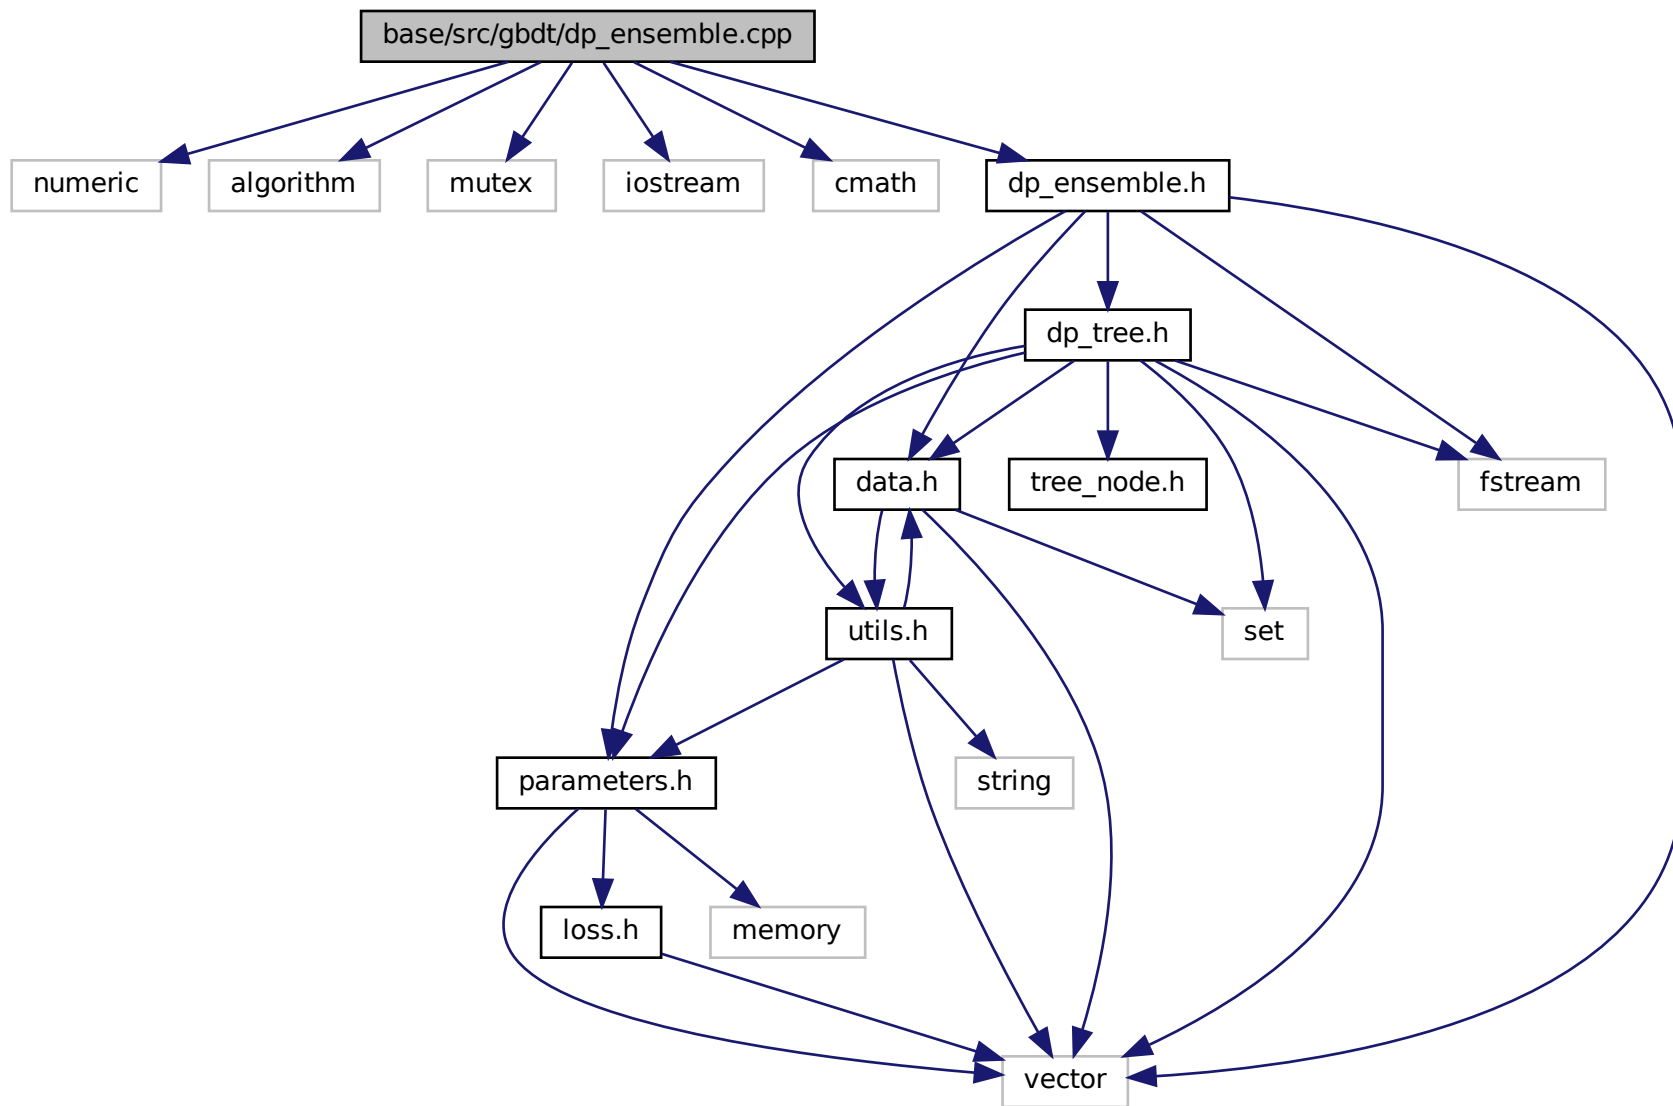 base/src/gbdt/dp_ensemble.cpp
numeric
algorithm
mutex
iostream
cmath
dp_ensemble.h
dp_tree.h
data.h
tree_node.h
fstream
utils.h
set
parameters.h
string
loss.h
memory
vector